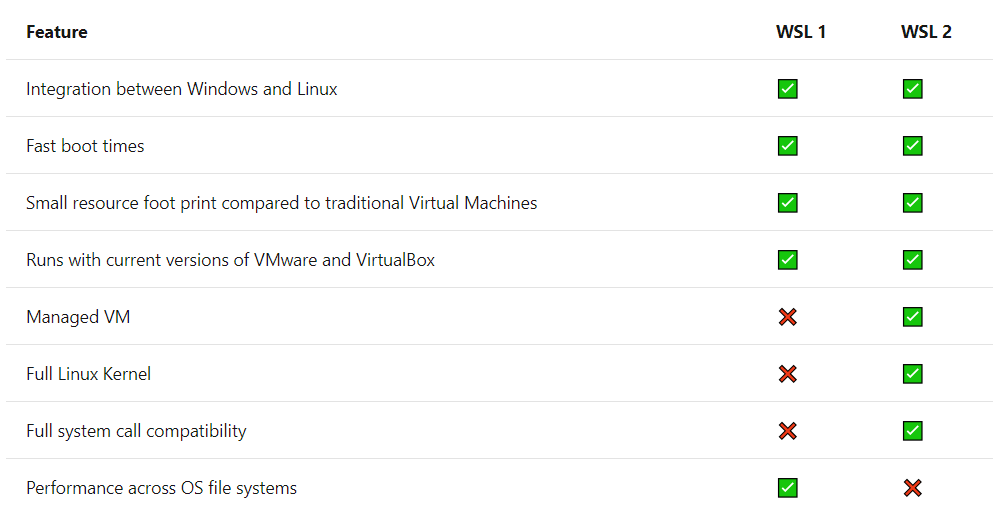 Feature WSL 1 WSL 2
Integration between Windows and Linux ✅ ✅
Fast boot times ✅ ✅
Small resource foot print compared to traditional Virtual Machines ✅ ✅
Runs with current versions of VMware and VirtualBox ✅ ✅
Managed VM ❌ ✅
Full Linux Kernel ❌ ✅
Full system call compatibility ❌ ✅
Performance across OS file systems ✅ ❌